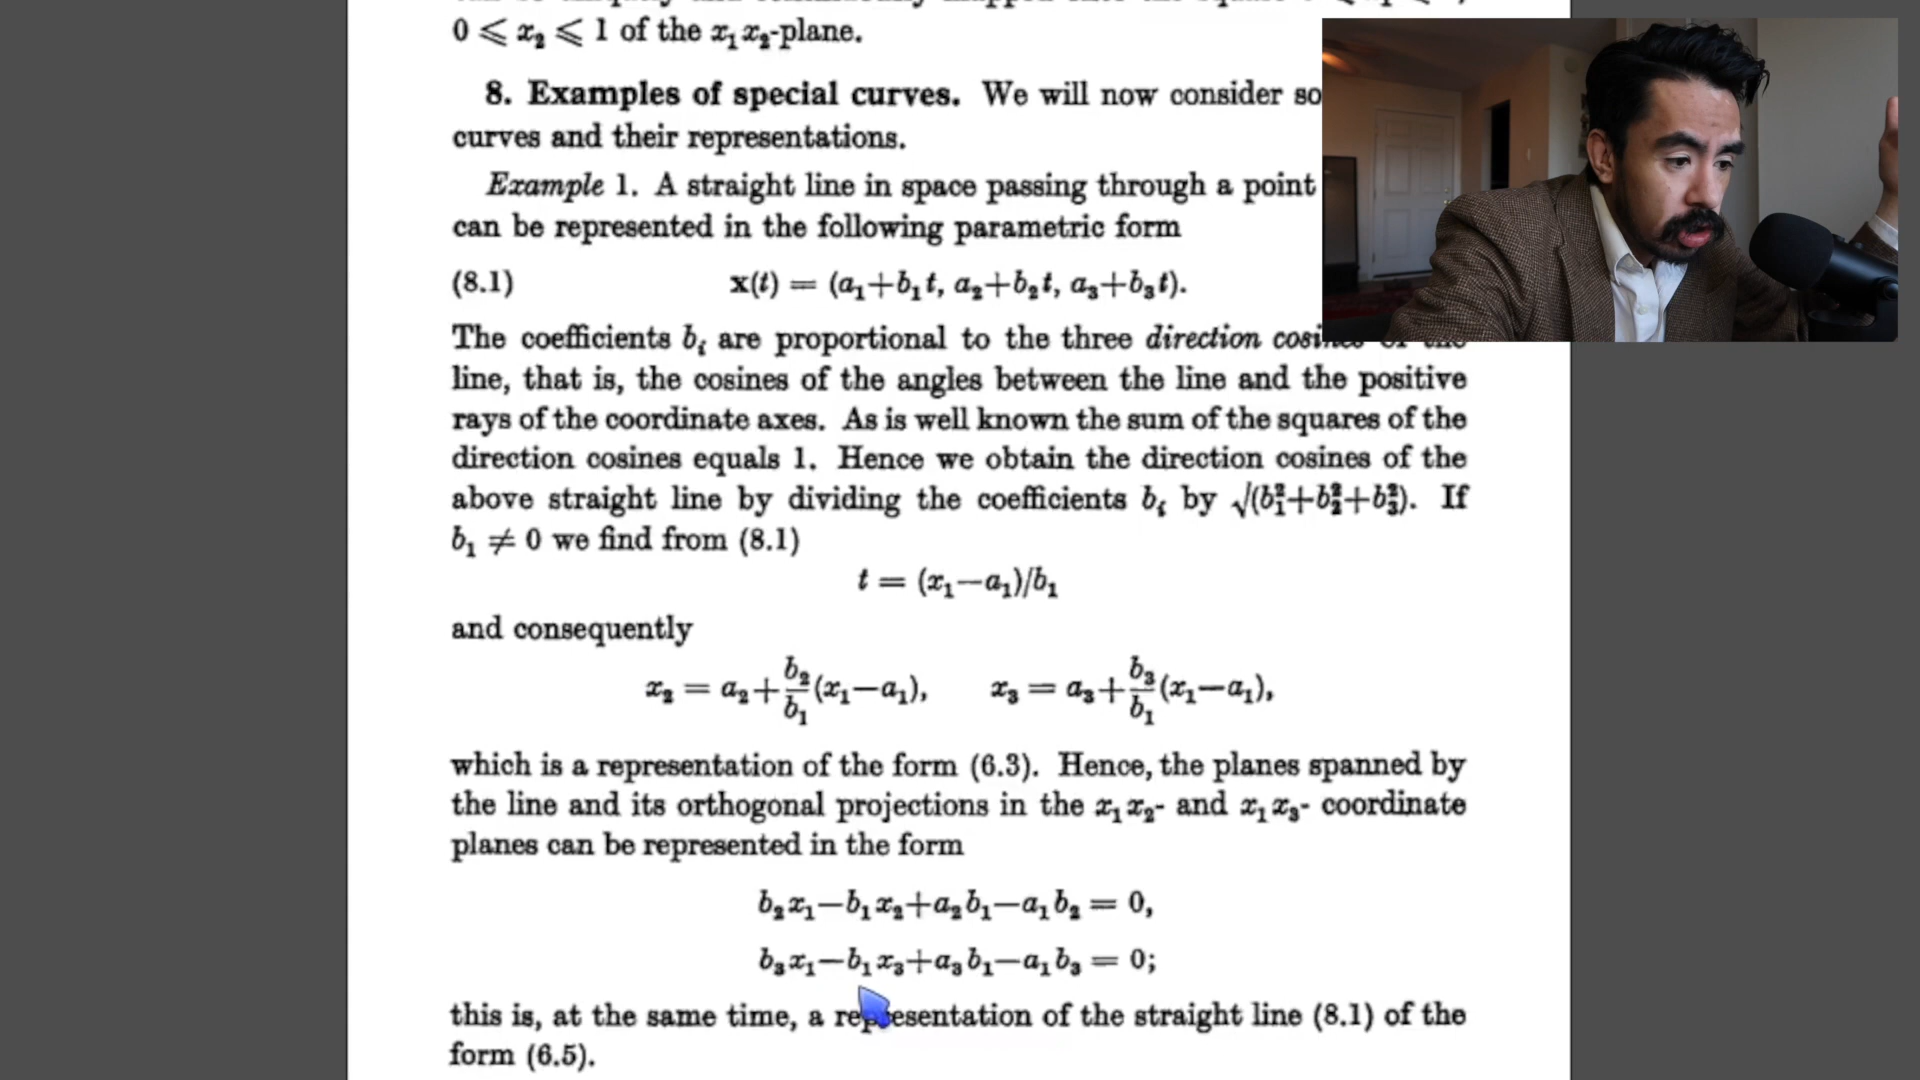 0 ⩽ x₂ ⩽ 1 of the x₁x₂-plane.
8. Examples of special curves. We will now consider so
curves and their representations.
Example 1. A straight line in space passing through a point
can be represented in the following parametric form
(8.1) x(t) = (a₁+b₁t, a₂+b₂t, a₃+b₃t).
The coefficients bᵢ are proportional to the three direction cosines of the
line, that is, the cosines of the angles between the line and the positive
rays of the coordinate axes. As is well known the sum of the squares of the
direction cosines equals 1. Hence we obtain the direction cosines of the
above straight line by dividing the coefficients bᵢ by √(b₁²+b₂²+b₃²). If
b₁ ≠ 0 we find from (8.1)
t = (x₁−a₁)/b₁
and consequently
x₂ = a₂+b₂/b₁(x₁−a₁), x₃ = a₃+b₃/b₁(x₁−a₁),
which is a representation of the form (6.3). Hence, the planes spanned by
the line and its orthogonal projections in the x₁x₂- and x₁x₃- coordinate
planes can be represented in the form
b₂x₁−b₁x₂+a₂b₁−a₁b₂ = 0,
b₃x₁−b₁x₃+a₃b₁−a₁b₃ = 0;
this is, at the same time, a representation of the straight line (8.1) of the
form (6.5).